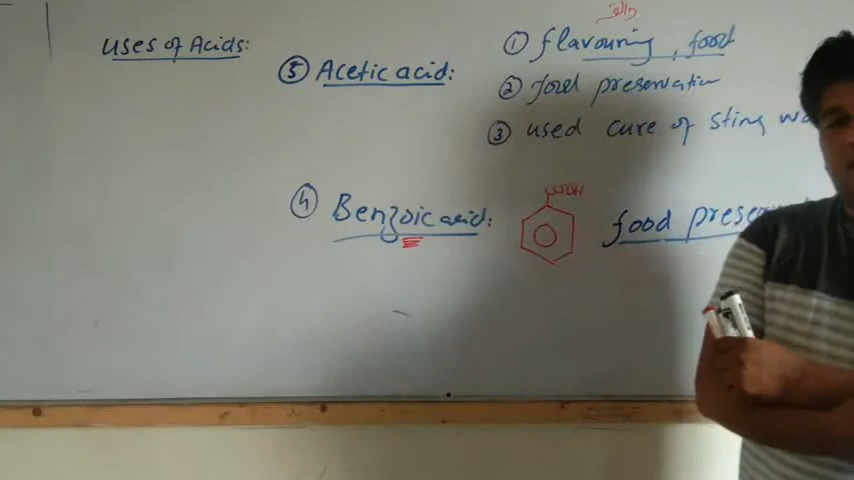 uses of Acids:
⑤ Acetic acid:
ذائقہ
① flavouring, food
② food preservation
③ used cure of sting
④ Benzoic acid:
COOH
food